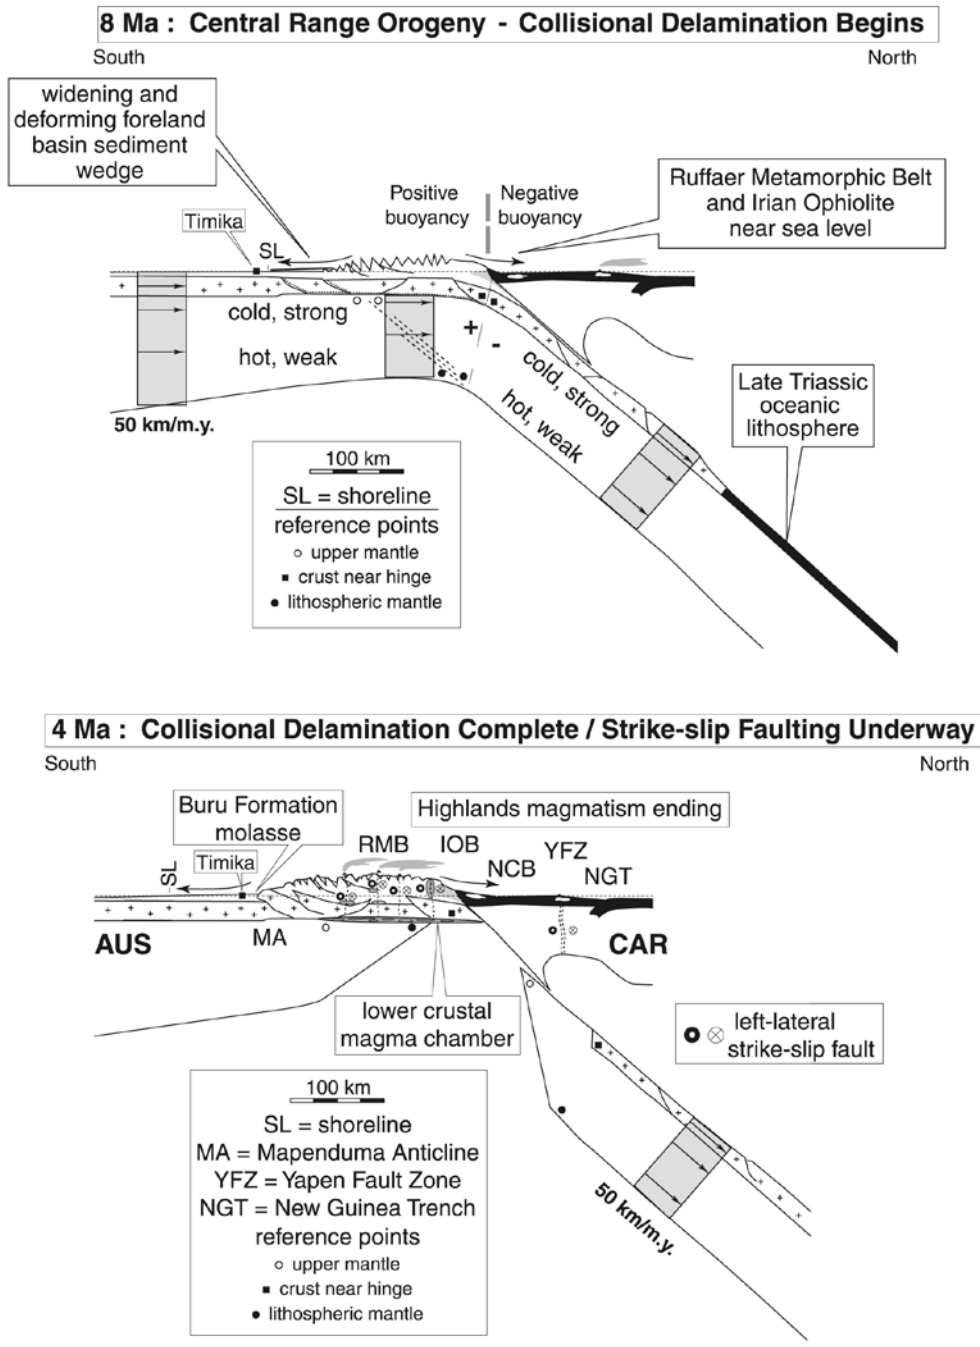 8 Ma : Central Range Orogeny - Collisional Delamination Begins
South
North
widening and
deforming foreland
basin sediment
wedge
Timika
SL
Positive
buoyancy
Negative
buoyancy
Ruffaer Metamorphic Belt
and Irian Ophiolite
near sea level
cold, strong
hot, weak
+
-
cold, strong
hot, weak
50 km/m.y.
Late Triassic
oceanic
lithosphere
100 km
SL = shoreline
reference points
upper mantle
crust near hinge
lithospheric mantle
4 Ma : Collisional Delamination Complete / Strike-slip Faulting Underway
South
North
Buru Formation
molasse
Highlands magmatism ending
SL
Timika
RMB
IOB
NCB
YFZ
NGT
AUS
MA
CAR
lower crustal
magma chamber
left-lateral
strike-slip fault
100 km
SL = shoreline
MA = Mapenduma Anticline
YFZ = Yapen Fault Zone
NGT = New Guinea Trench
reference points
upper mantle
crust near hinge
lithospheric mantle
50 km/m.y.